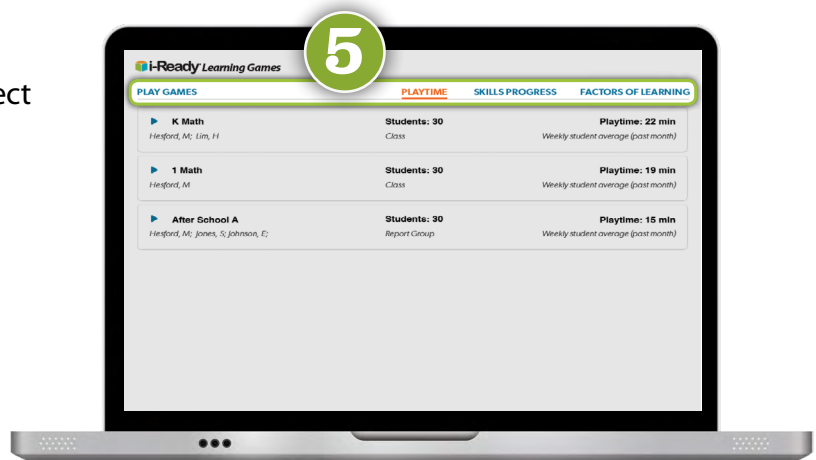 5
i-Ready Learning Games
ect
PLAY GAMES PLAYTIME SKILLS PROGRESS FACTORS OF LEARNING
K Math Students: 30 Playtime: 22 min
Hesford, M; Lim, H Class Weekly student average (past month)
1 Math Students: 30 Playtime: 19 min
Hesford, M Class Weekly student average (past month)
After School A Students: 30 Playtime: 15 min
Hesford, M; Jones, S; Johnson, E; Report Group Weekly student average (past month)